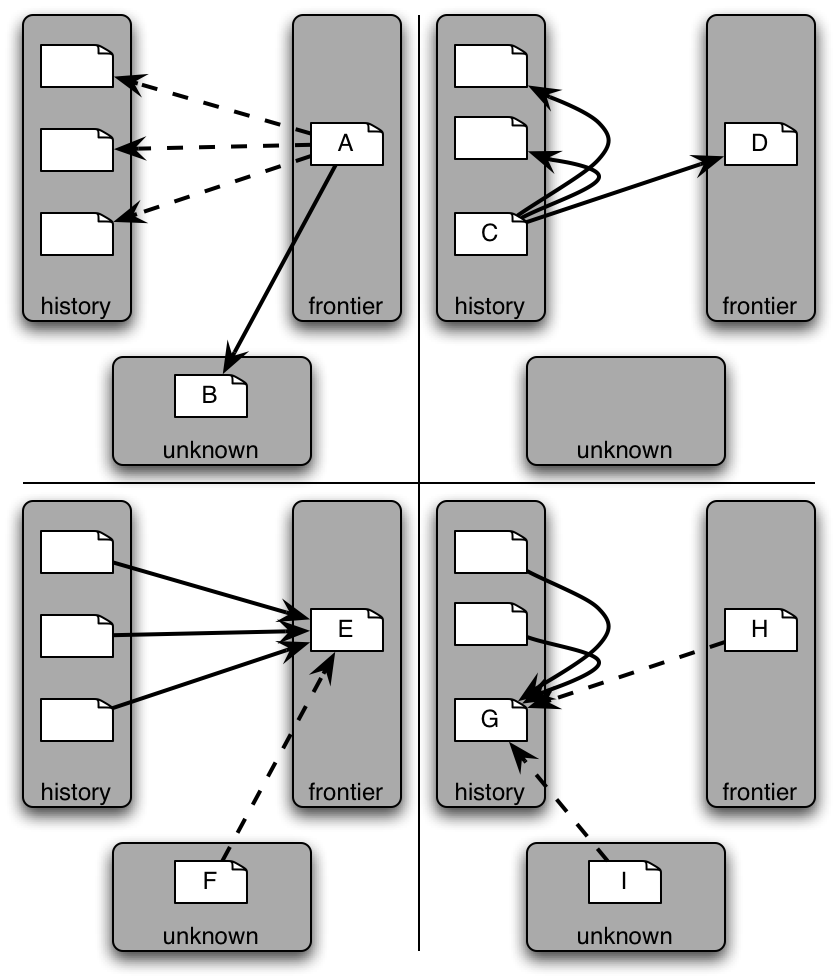 A
history
frontier
B
unknown
D
C
history
frontier
unknown
E
history
frontier
F
unknown
H
G
history
frontier
I
unknown